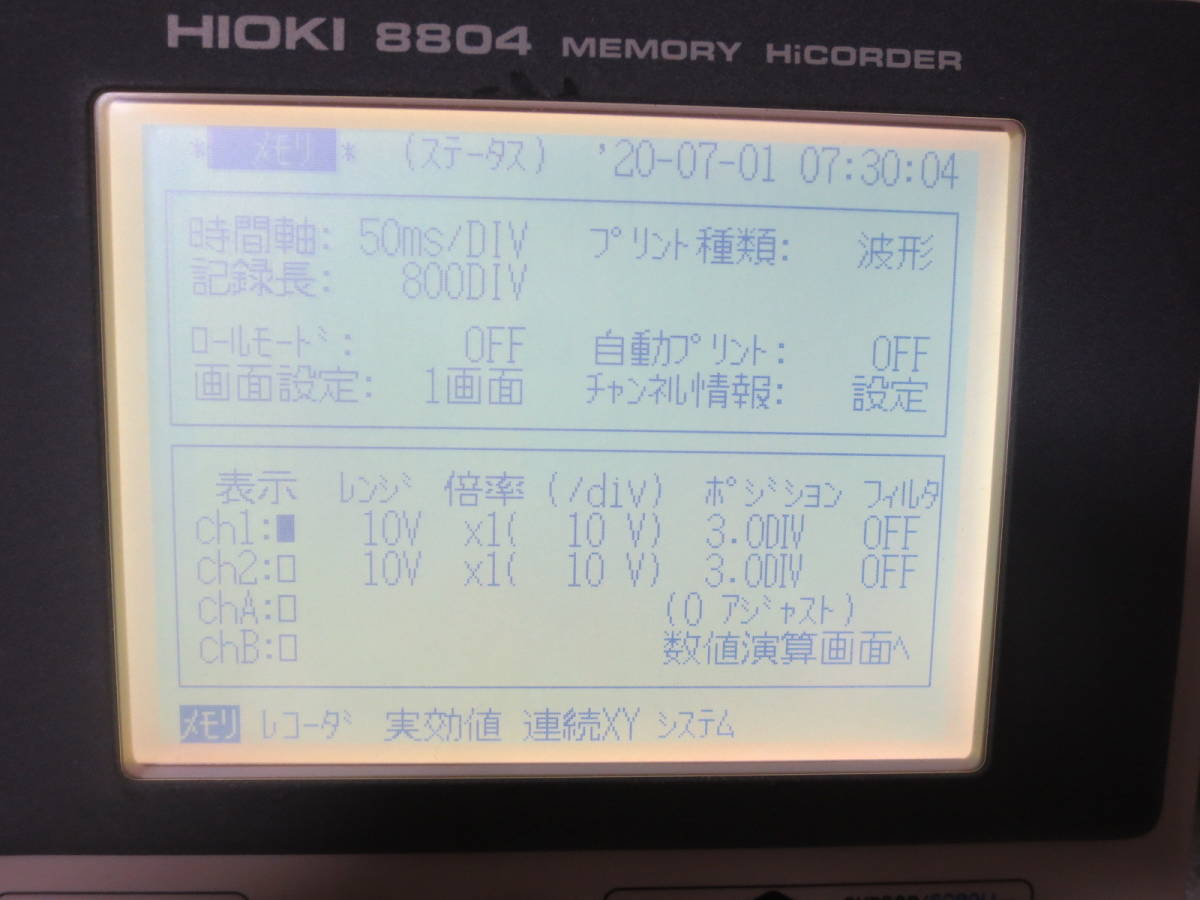 HIOKI 8804 MEMORY HiCORDER
*メモリ* (ステータス) '20-07-01 07:30:04
時間軸: 50ms/DIV プリント種類: 波形
記録長: 800DIV
ロールモード: OFF 自動プリント: OFF
画面設定: 1画面 チャンネル情報: 設定
表示 レンジ 倍率 (/div) ポジション フィルタ
ch1:■ 10V x1( 10 V) 3.0DIV OFF
ch2:□ 10V x1( 10 V) 3.0DIV OFF
chA:□ (0 アジャスト)
chB:□ 数値演算画面へ
メモリ レコーダ 実効値 連続XY システム